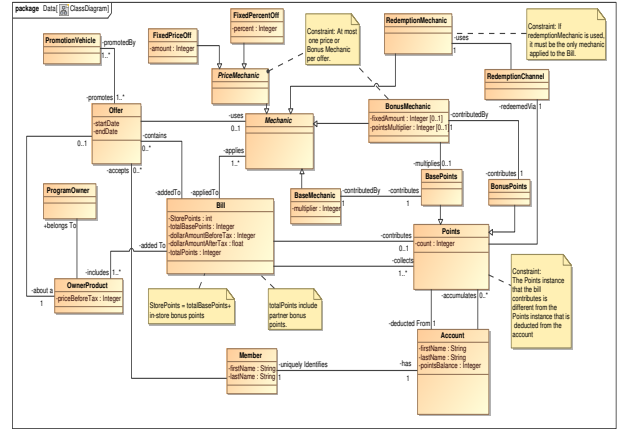 package Data[ ClassDiagram]
PromotionVehicle
-promotedBy
1..*
FixedPriceOff
-amount : Integer
FixedPercentOff
-percent : Integer
PriceMechanic
Constraint: At most
one price or
Bonus Mechanic
per offer.
RedemptionMechanic
Constraint: If
redemptionMechanic is used,
it must be the only mechanic
applied to the Bill.
-uses
1
RedemptionChannel
-redeemedVia 1
-promotes 1..*
Offer
-startDate
-endDate
-uses
0..1
Mechanic
BonusMechanic
-fixedAmount : Integer [0..1]
-pointsMultiplier : Integer [0..1]
-contributedBy
1
0..1
-contains
0..*
-accepts 0..*
-applies
1..*
-multiplies 0..1
BasePoints
-contributes 1
BonusPoints
ProgramOwner
+belongs To
-addedTo
-appliedTo
BaseMechanic
-multiplier : Integer
-contributedBy
1
-contributes
1
Bill
-StorePoints : int
-totalBasePoints : Integer
-dollarAmountBeforeTax : Integer
-dollarAmountAfterTax : float
-totalPoints : Integer
-added To
-contributes
0..1
-collects
1..*
Points
-count : Integer
-includes 1..*
-about a
1
OwnerProduct
-priceBeforeTax : Integer
StorePoints = totalBasePoints+
in-store bonus points
totalPoints include
partner bonus
points.
-accumulates 0..*
Constraint:
The Points instance
that the bill
contributes is
different from the
Points instance that is
deducted from the
account
-deducted From 1
Member
-firstName : String
-lastName : String
-uniquely Identifies
1
-has
1
Account
-firstName : String
-lastName : String
-pointsBalance : Integer